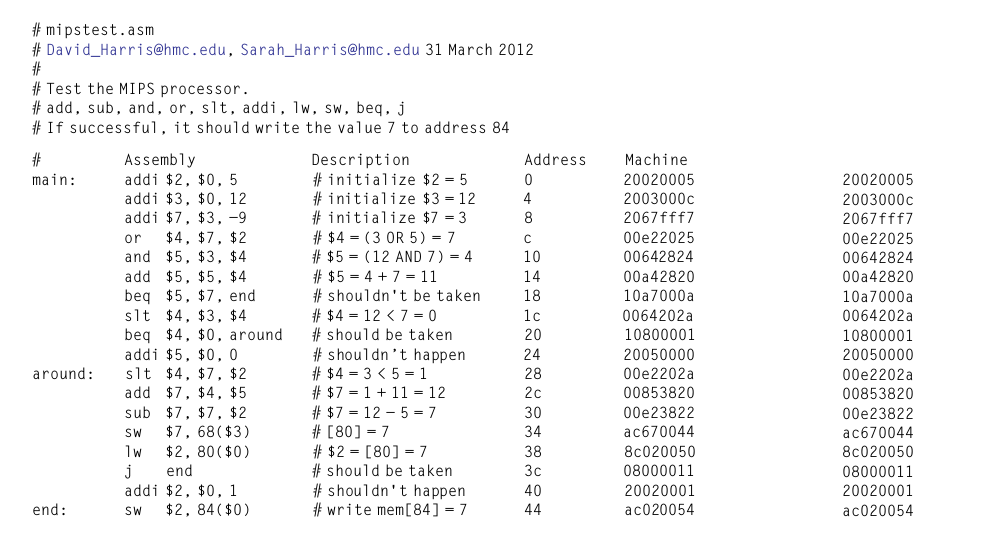 # mipstest.asm
# David_Harris@hmc.edu, Sarah_Harris@hmc.edu 31 March 2012
#
# Test the MIPS processor.
# add, sub, and, or, slt, addi, lw, sw, beq, j
# If successful, it should write the value 7 to address 84
# Assembly Description Address Machine
main: addi $2, $0, 5 # initialize $2 = 5 0 20020005 20020005
addi $3, $0, 12 # initialize $3 = 12 4 2003000c 2003000c
addi $7, $3, −9 # initialize $7 = 3 8 2067fff7 2067fff7
or $4, $7, $2 # $4 = (3 OR 5) = 7 c 00e22025 00e22025
and $5, $3, $4 # $5 = (12 AND 7) = 4 10 00642824 00642824
add $5, $5, $4 # $5 = 4 + 7 = 11 14 00a42820 00a42820
beq $5, $7, end # shouldn't be taken 18 10a7000a 10a7000a
slt $4, $3, $4 # $4 = 12 < 7 = 0 1c 0064202a 0064202a
beq $4, $0, around # should be taken 20 10800001 10800001
addi $5, $0, 0 # shouldn’t happen 24 20050000 20050000
around: slt $4, $7, $2 # $4 = 3 < 5 = 1 28 00e2202a 00e2202a
add $7, $4, $5 # $7 = 1 + 11 = 12 2c 00853820 00853820
sub $7, $7, $2 # $7 = 12 − 5 = 7 30 00e23822 00e23822
sw $7, 68($3) # [80] = 7 34 ac670044 ac670044
lw $2, 80($0) # $2 = [80] = 7 38 8c020050 8c020050
j end # should be taken 3c 08000011 08000011
addi $2, $0, 1 # shouldn't happen 40 20020001 20020001
end: sw $2, 84($0) # write mem[84] = 7 44 ac020054 ac020054